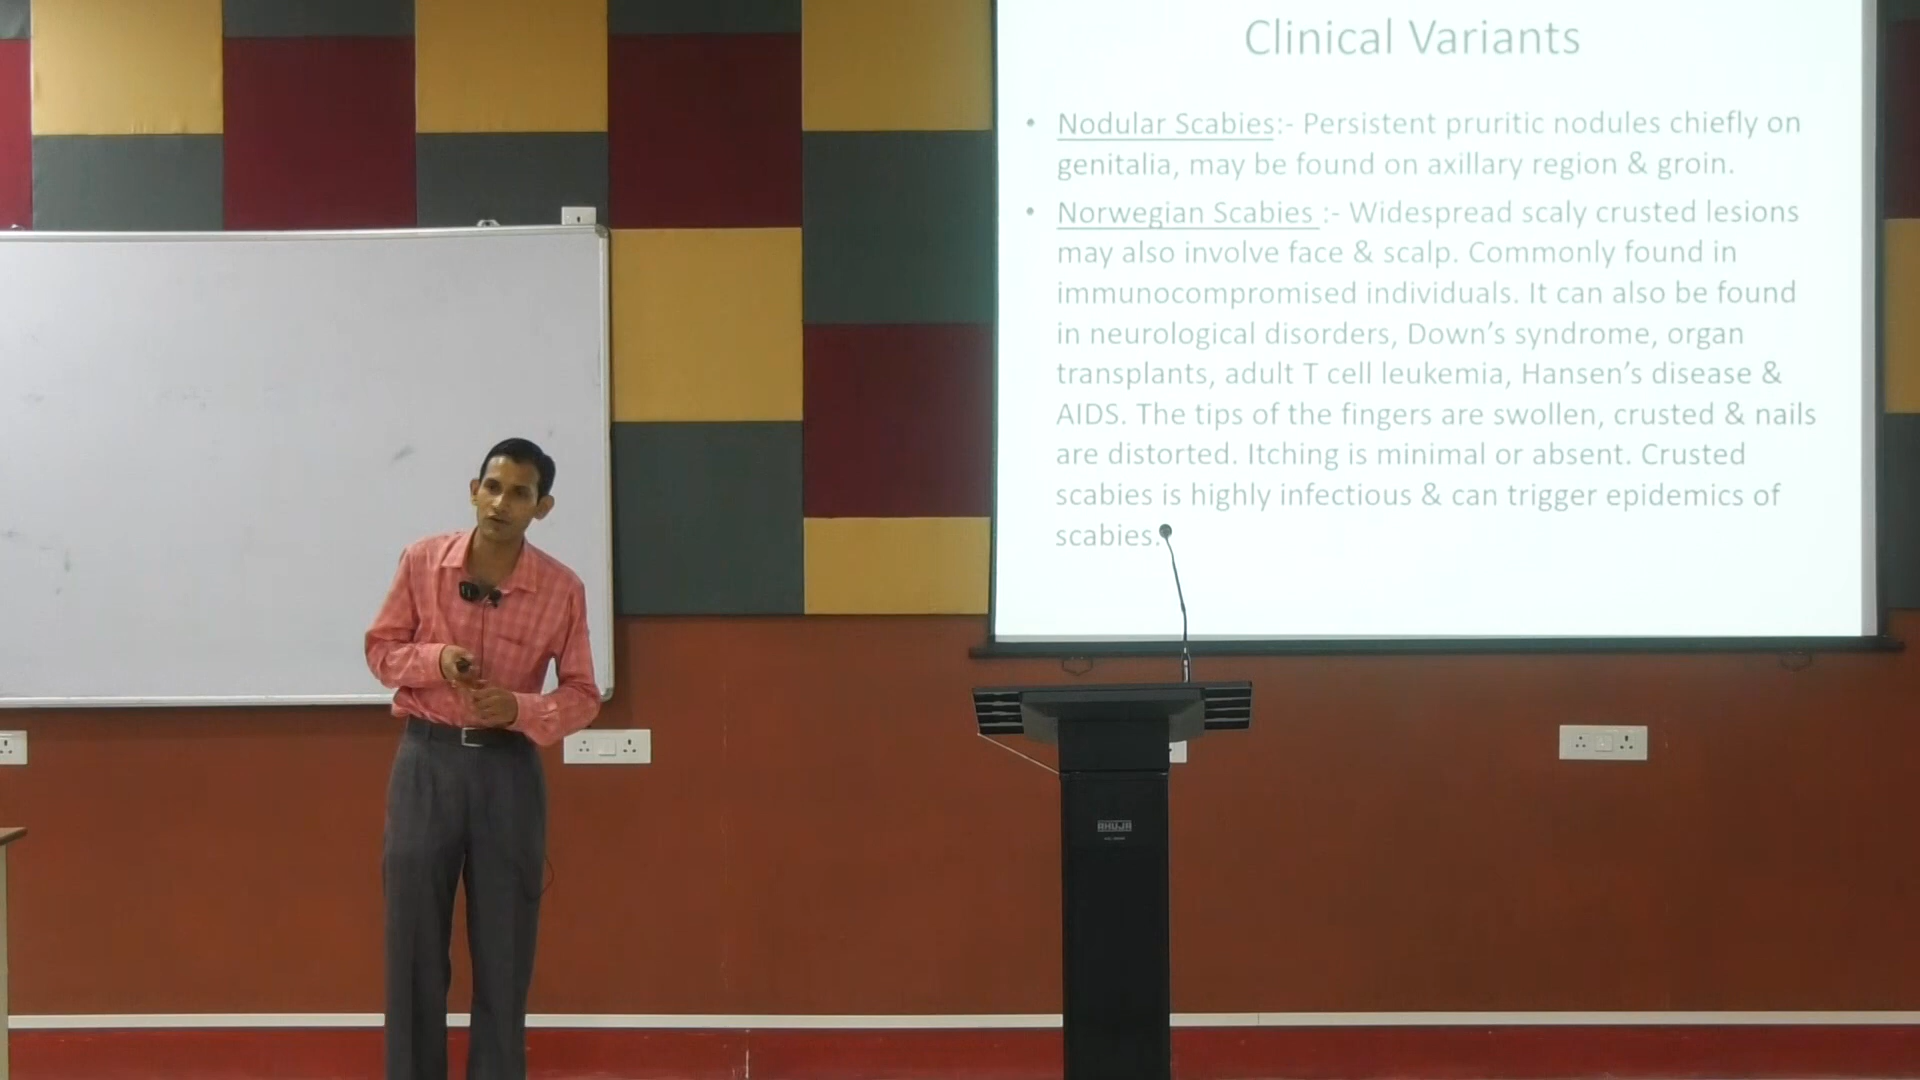 Clinical Variants
• Nodular Scabies:- Persistent pruritic nodules chiefly on
genitalia, may be found on axillary region & groin.
• Norwegian Scabies :- Widespread scaly crusted lesions
may also involve face & scalp. Commonly found in
immunocompromised individuals. It can also be found
in neurological disorders, Down’s syndrome, organ
transplants, adult T cell leukemia, Hansen’s disease &
AIDS. The tips of the fingers are swollen, crusted & nails
are distorted. Itching is minimal or absent. Crusted
scabies is highly infectious & can trigger epidemics of
scabies.
AHUJA